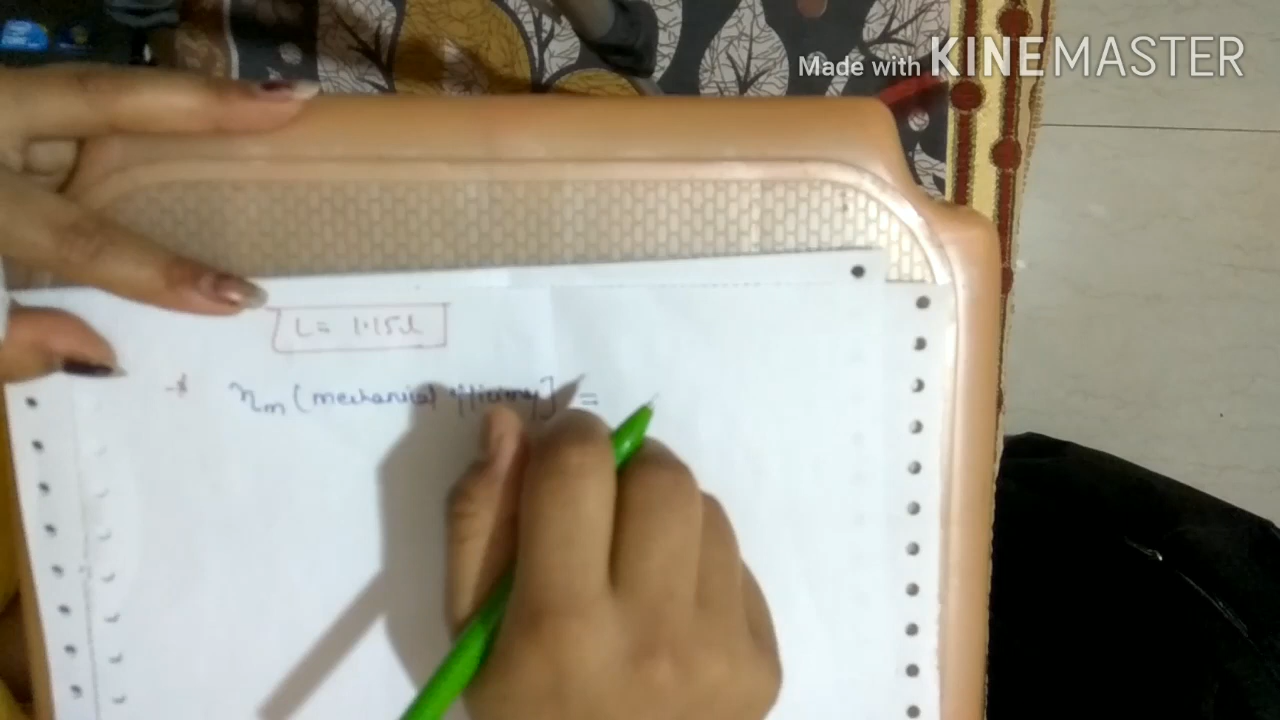 Made with KINEMASTER
L = 1.15d
ηm (mechanical efficiency] =